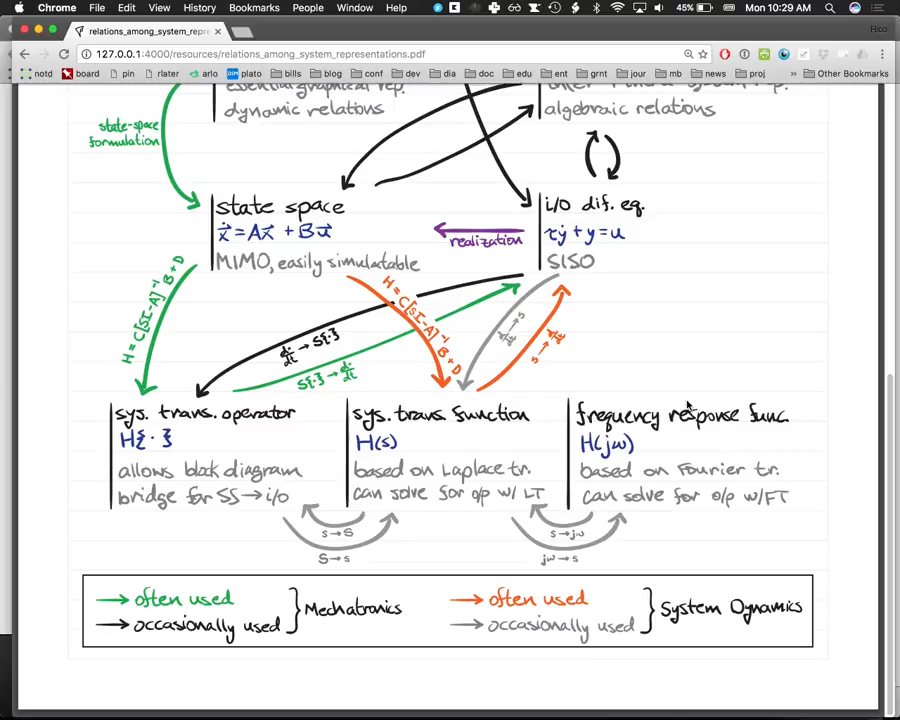 Chrome File Edit View History Bookmarks People Mechatronics Window Help 45% Mon 10:29 AM
relations_among_system_repre Rico
127.0.0.1:4000/resources/relations_among_system_representations.pdf
notd board pin rlater arlo plato bills blog conf dev dia doc edu ent grnt jour mb news proj » Other Bookmarks
essential graphical rep.
dynamic relations
algebraic relations
state-space
formulation
state space
ẋ = Ax + Bu
MIMO, easily simulatable
realization
i/o dif. eq.
τẏ + y = u
SISO
H = C[SI-A]⁻¹B+D
H = C[sI-A]⁻¹B+D
d·/dt → S{·}
S{·} → d·/dt
d·/dt → s
s → d·/dt
sys. trans. operator
H{·}
allows block diagram
bridge for SS → i/o
sys. trans. function
H(s)
based on Laplace tr.
can solve for o/p w/ LT
frequency response func.
H(jω)
based on Fourier tr.
can solve for o/p w/FT
s → S
S → s
s → jω
jω → s
often used
occasionally used
Mechatronics
often used
occasionally used
System Dynamics